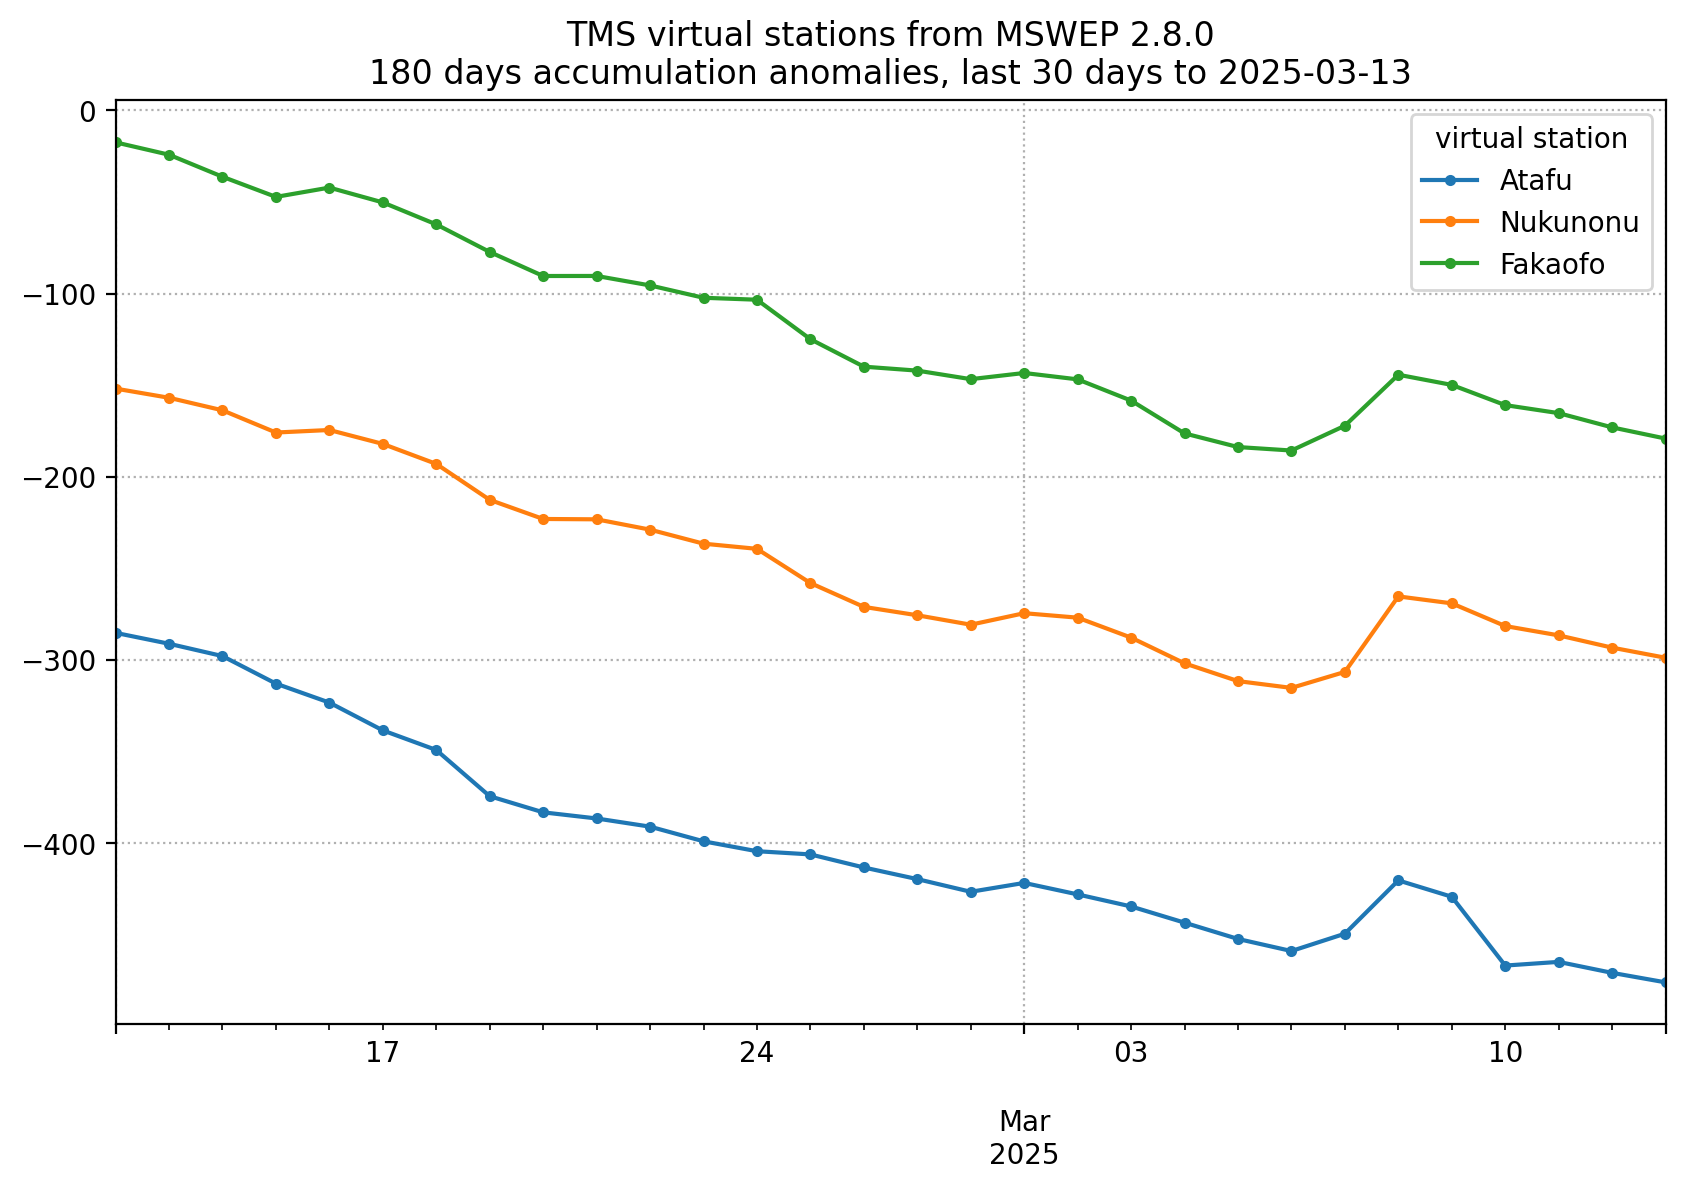 TMS virtual stations from MSWEP 2.8.0
180 days accumulation anomalies, last 30 days to 2025-03-13
virtual station
Atafu
Nukunonu
Fakaofo
0
−100
−200
−300
−400
17
24
03
10
Mar
2025